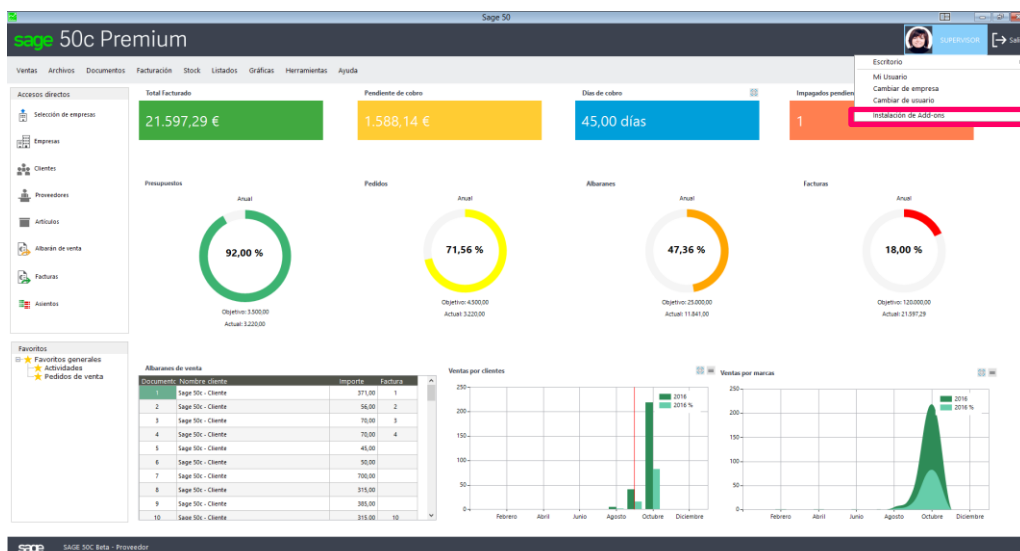 Sage 50
sage 50c Premium
SUPERVISOR
Sali
Ventas Archivos Documentos Facturación Stock Listados Gráficas Herramientas Ayuda
Escritorio
Mi Usuario
Cambiar de empresa
Cambiar de usuario
Instalación de Add-ons
Accesos directos
Selección de empresas
Empresas
Clientes
Proveedores
Artículos
Albarán de venta
Facturas
Asientos
Total Facturado
21.597,29 €
Pendiente de cobro
1.588,14 €
Días de cobro
45,00 días
Impagados pendien
1
Presupuestos
Anual
92,00 %
Objetivo: 3.500,00
Actual: 3.220,00
Pedidos
Anual
71,56 %
Objetivo: 4.500,00
Actual: 3.220,00
Albaranes
Anual
47,36 %
Objetivo: 25.000,00
Actual: 11.841,00
Facturas
Anual
18,00 %
Objetivo: 120.000,00
Actual: 21.597,29
Favoritos
Favoritos generales
Actividades
Pedidos de venta
Albaranes de venta
Documento Nombre cliente Importe Factura
1 Sage 50c - Cliente 371,00 1
2 Sage 50c - Cliente 56,00 2
3 Sage 50c - Cliente 70,00 3
4 Sage 50c - Cliente 70,00 4
5 Sage 50c - Cliente 45,00
6 Sage 50c - Cliente 50,00
7 Sage 50c - Cliente 700,00
8 Sage 50c - Cliente 315,00
9 Sage 50c - Cliente 385,00
10 Sage 50c - Cliente 315,00 10
Ventas por clientes
250
200
150
100
50
0
Febrero Abril Junio Agosto Octubre Diciembre
2016
2016 %
Ventas por marcas
250
200
150
100
50
0
Febrero Abril Junio Agosto Octubre Diciembre
2016
2016 %
sage SAGE 50C Beta - Proveedor